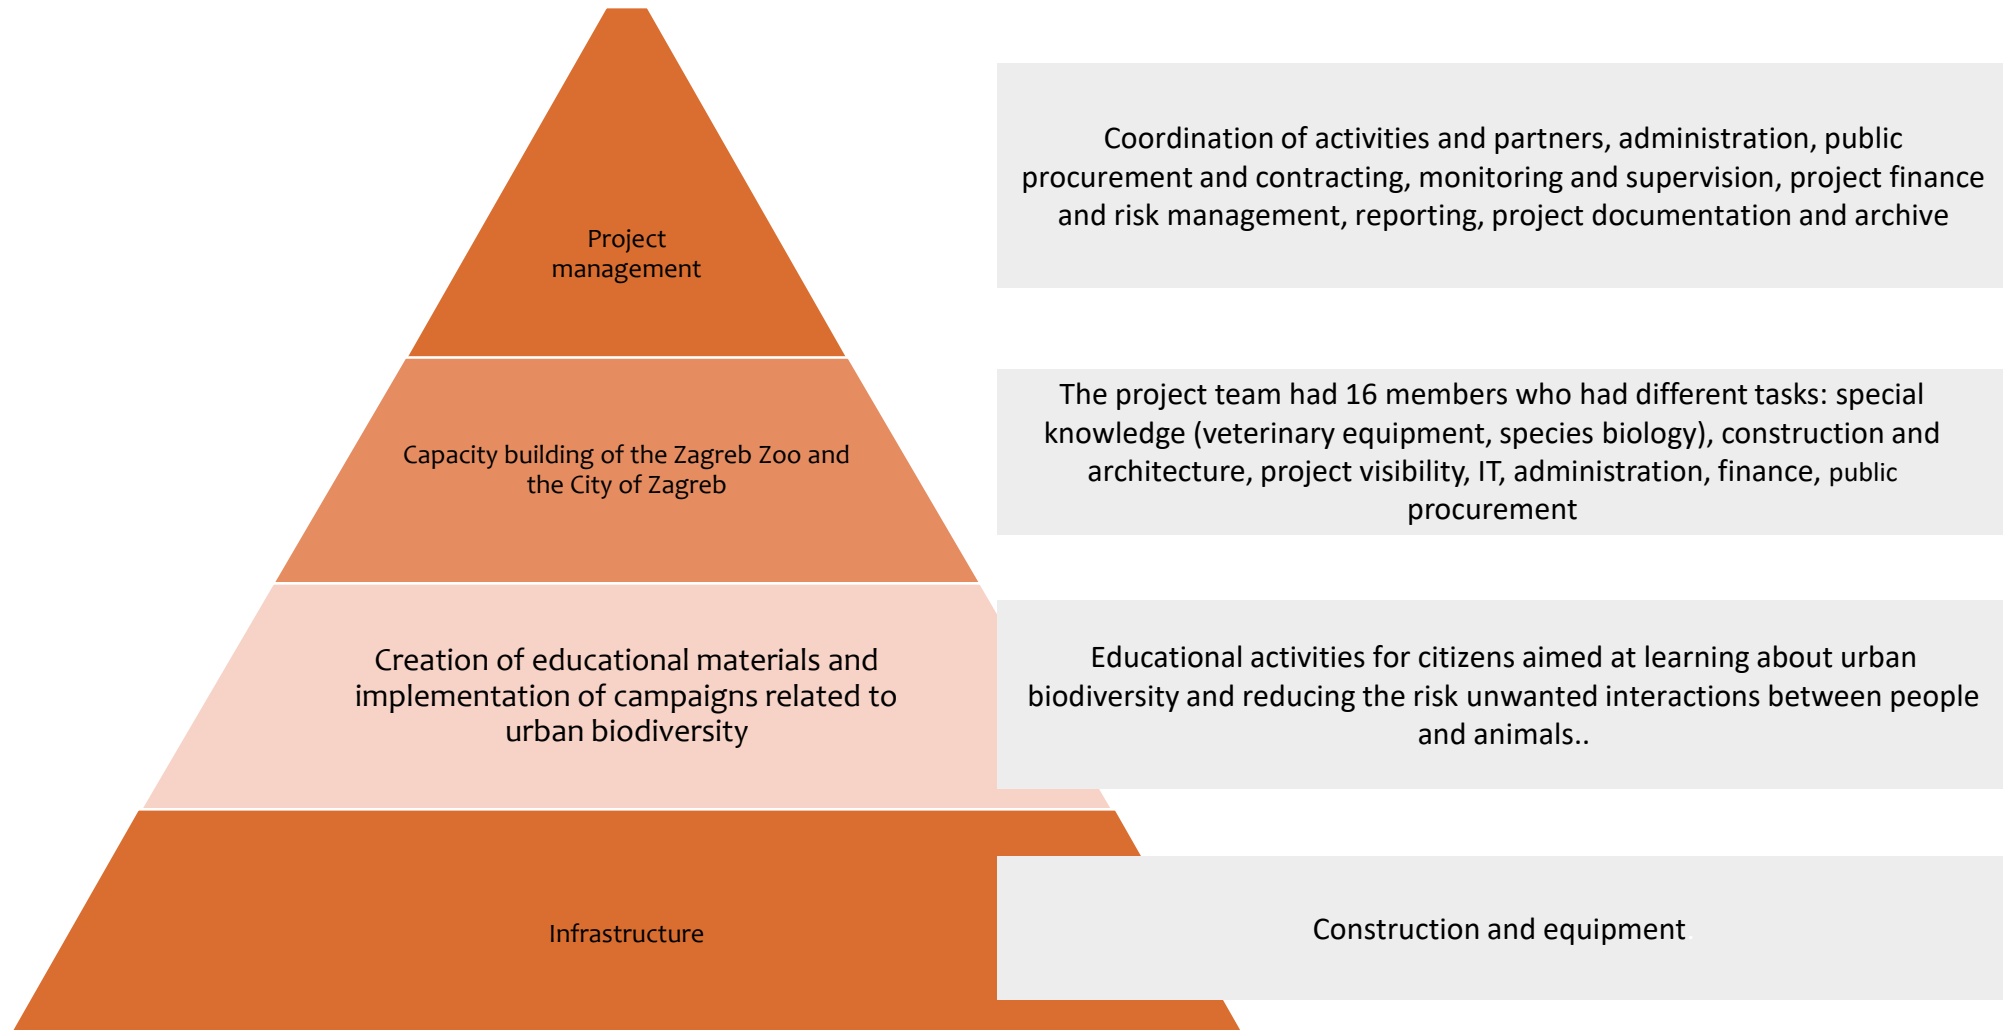 Project
management
Coordination of activities and partners, administration, public
procurement and contracting, monitoring and supervision, project finance
and risk management, reporting, project documentation and archive
Capacity building of the Zagreb Zoo and
the City of Zagreb
The project team had 16 members who had different tasks: special
knowledge (veterinary equipment, species biology), construction and
architecture, project visibility, IT, administration, finance, public
procurement
Creation of educational materials and
implementation of campaigns related to
urban biodiversity
Educational activities for citizens aimed at learning about urban
biodiversity and reducing the risk unwanted interactions between people
and animals..
Infrastructure
Construction and equipment